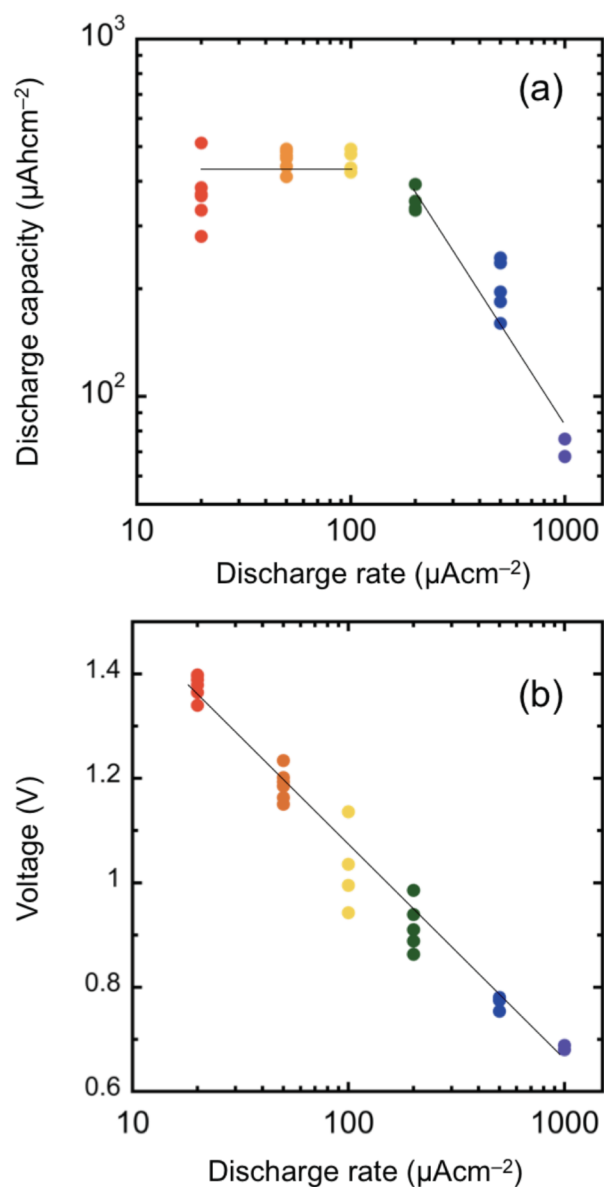 10³
(a)
Discharge capacity (µAhcm⁻²)
10²
10 100 1000
Discharge rate (µAcm⁻²)
1.4
(b)
1.2
Voltage (V)
1
0.8
0.6
10 100 1000
Discharge rate (µAcm⁻²)